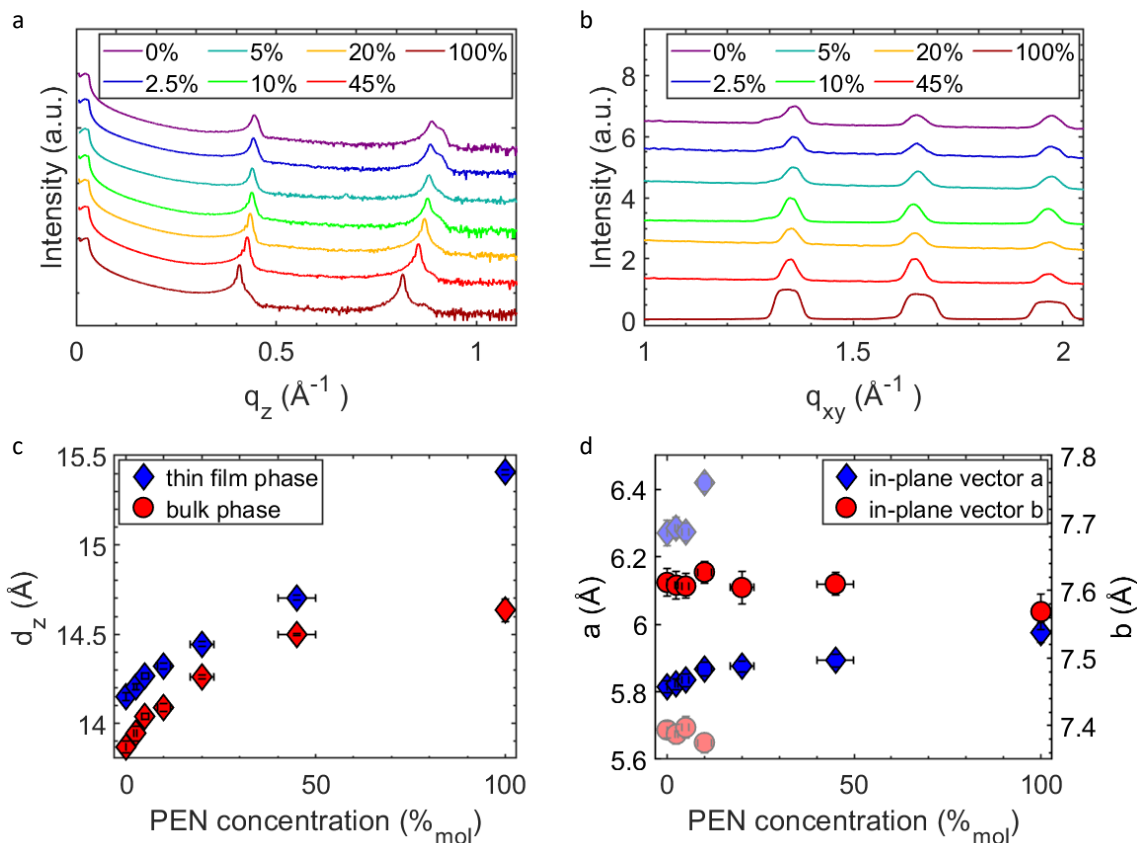 a
0% 5% 20% 100%
2.5% 10% 45%
Intensity (a.u.)
0 0.5 1
q_z (Å^-1 )
b
0% 5% 20% 100%
2.5% 10% 45%
Intensity (a.u.)
8
6
4
2
0
1 1.5 2
q_xy (Å^-1 )
c
thin film phase
bulk phase
d_z (Å)
15.5
15
14.5
14
0 50 100
PEN concentration (%_mol)
d
in-plane vector a
in-plane vector b
a (Å)
6.4
6.2
6
5.8
5.6
7.8
7.7
7.6
7.5
7.4
b (Å)
0 50 100
PEN concentration (%_mol)